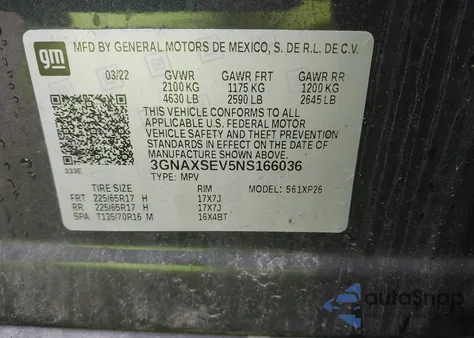 gm
MFD BY GENERAL MOTORS DE MEXICO, S. DE R.L. DE C.V.
03/22 GVWR GAWR FRT GAWR RR
2100 KG 1175 KG 1200 KG
4630 LB 2590 LB 2645 LB
THIS VEHICLE CONFORMS TO ALL
APPLICABLE U.S. FEDERAL MOTOR
VEHICLE SAFETY AND THEFT PREVENTION
STANDARDS IN EFFECT ON THE DATE OF
MANUFACTURE SHOWN ABOVE.
333E 3GNAXSEV5NS166036
TYPE: MPV
TIRE SIZE RIM MODEL: 561XP26
FRT 225/65R17 H 17X7J
RR 225/65R17 H 17X7J
SPA T135/70R16 M 16X4BT
autoSnap